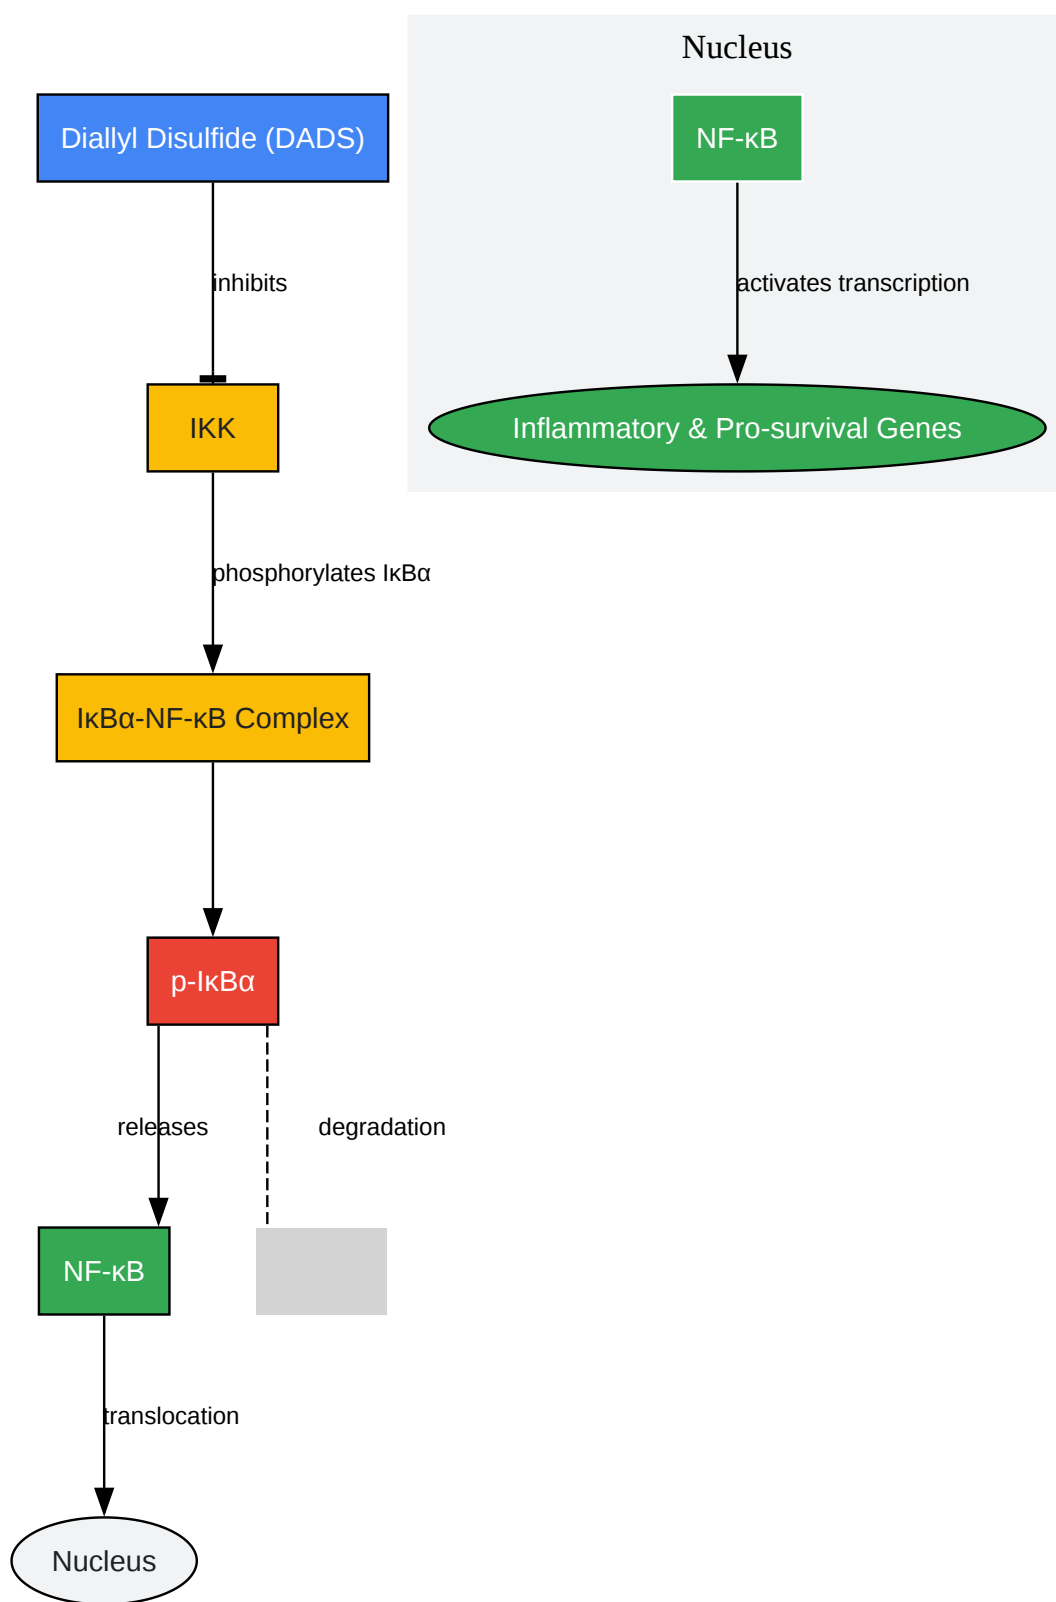 Nucleus
Diallyl Disulfide (DADS)
NF-κB
inhibits
activates transcription
IKK
Inflammatory & Pro-survival Genes
phosphorylates IκBα
IκBα-NF-κB Complex
p-IκBα
releases
degradation
NF-κB
translocation
Nucleus